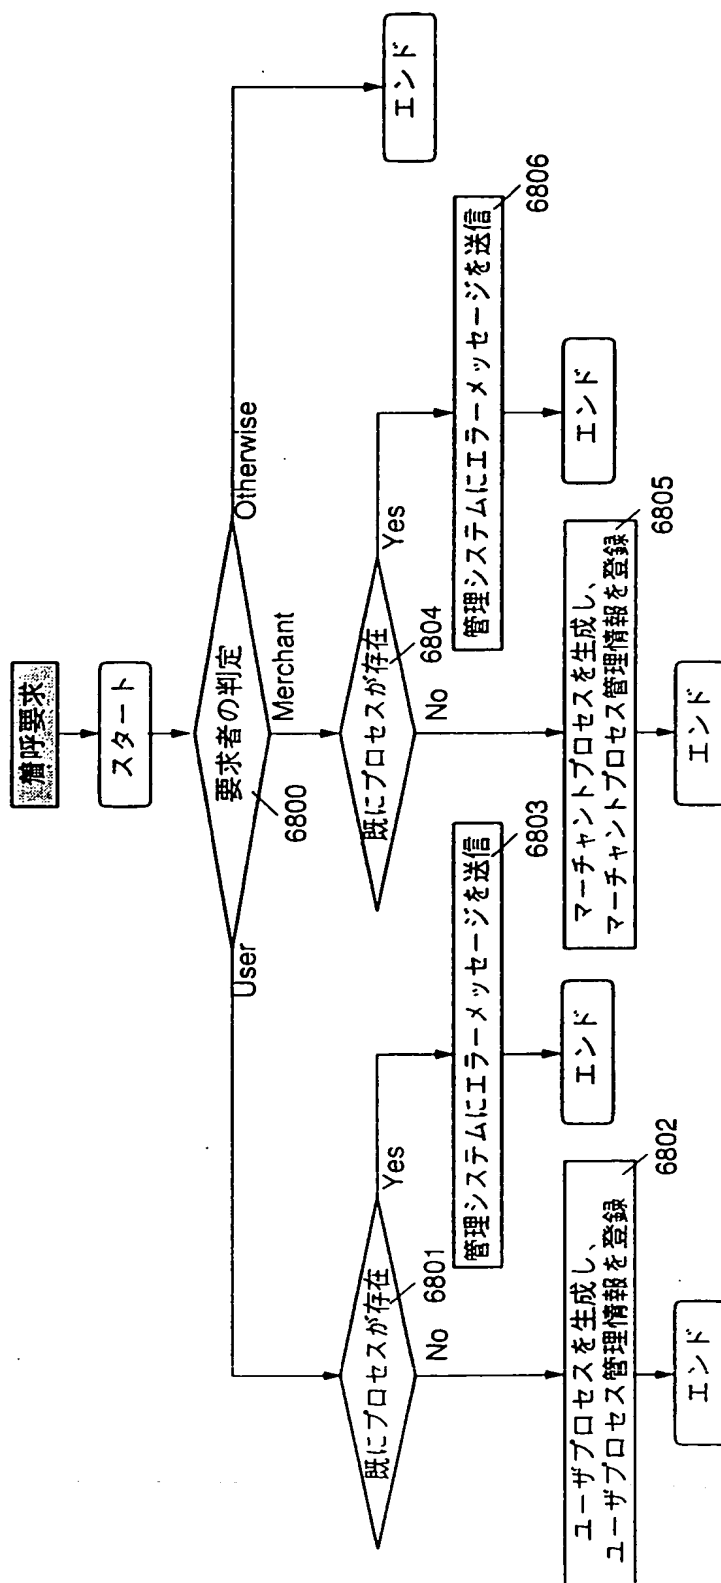 着呼要求
スタート
要求者の判定
6800
User
Merchant
Otherwise
エンド
既にプロセスが存在
6801
Yes
No
管理システムにエラーメッセージを送信
6803
エンド
ユーザプロセスを生成し、
ユーザプロセス管理情報を登録
6802
エンド
既にプロセスが存在
6804
Yes
No
管理システムにエラーメッセージを送信
6806
エンド
マーチャントプロセスを生成し、
マーチャントプロセス管理情報を登録
6805
エンド